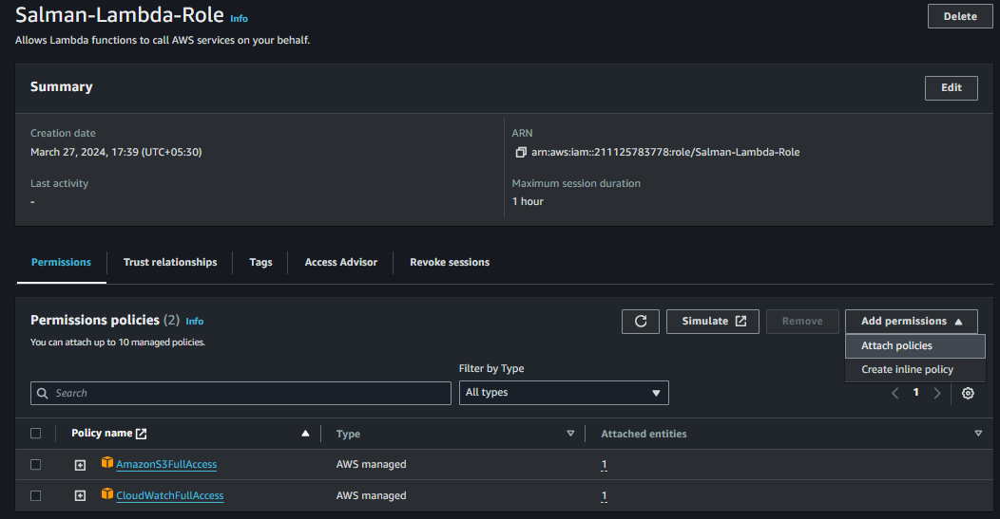 Salman-Lambda-Role Info
Delete
Allows Lambda functions to call AWS services on your behalf.
Summary
Edit
Creation date
March 27, 2024, 17:39 (UTC+05:30)
ARN
arn:aws:iam::211125783778:role/Salman-Lambda-Role
Last activity
-
Maximum session duration
1 hour
Permissions Trust relationships Tags Access Advisor Revoke sessions
Permissions policies (2) Info
Simulate Remove Add permissions
You can attach up to 10 managed policies.
Attach policies
Create inline policy
Filter by Type
Search All types 1
Policy name Type Attached entities
AmazonS3FullAccess AWS managed 1
CloudWatchFullAccess AWS managed 1